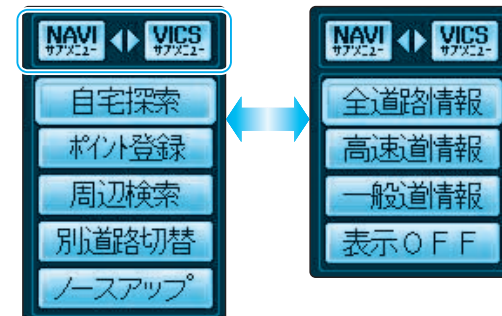 NAVI
サブメニュー
VICS
サブメニュー
自宅探索
ポイント登録
周辺検索
別道路切替
ノースアップ
NAVI
サブメニュー
VICS
サブメニュー
全道路情報
高速道情報
一般道情報
表示OFF